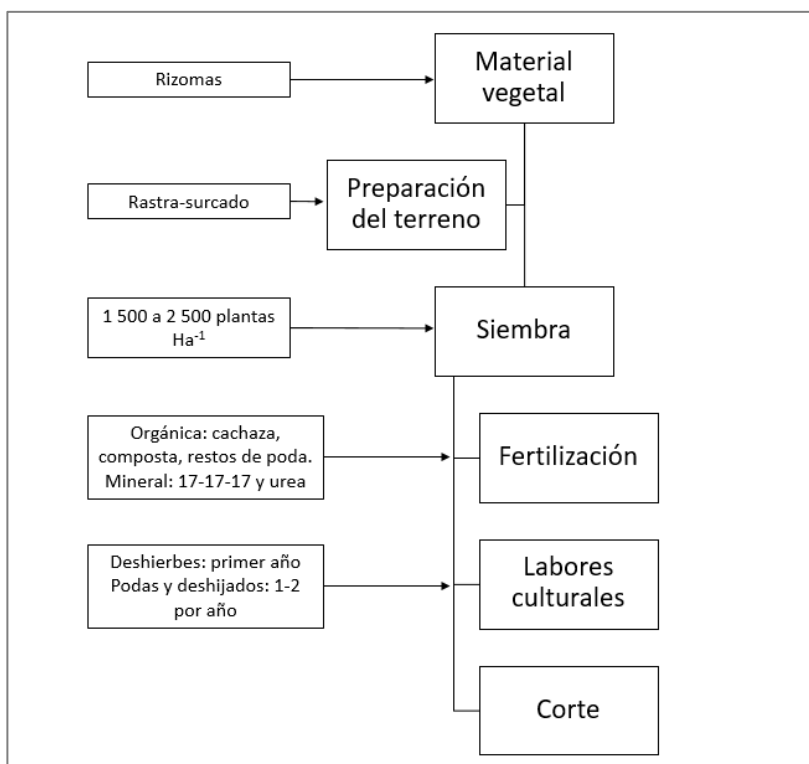 Rizomas
Material
vegetal
Rastra-surcado
Preparación
del terreno
1 500 a 2 500 plantas
Ha⁻¹
Siembra
Orgánica: cachaza,
composta, restos de poda.
Mineral: 17-17-17 y urea
Fertilización
Deshierbes: primer año
Podas y deshijados: 1-2
por año
Labores
culturales
Corte